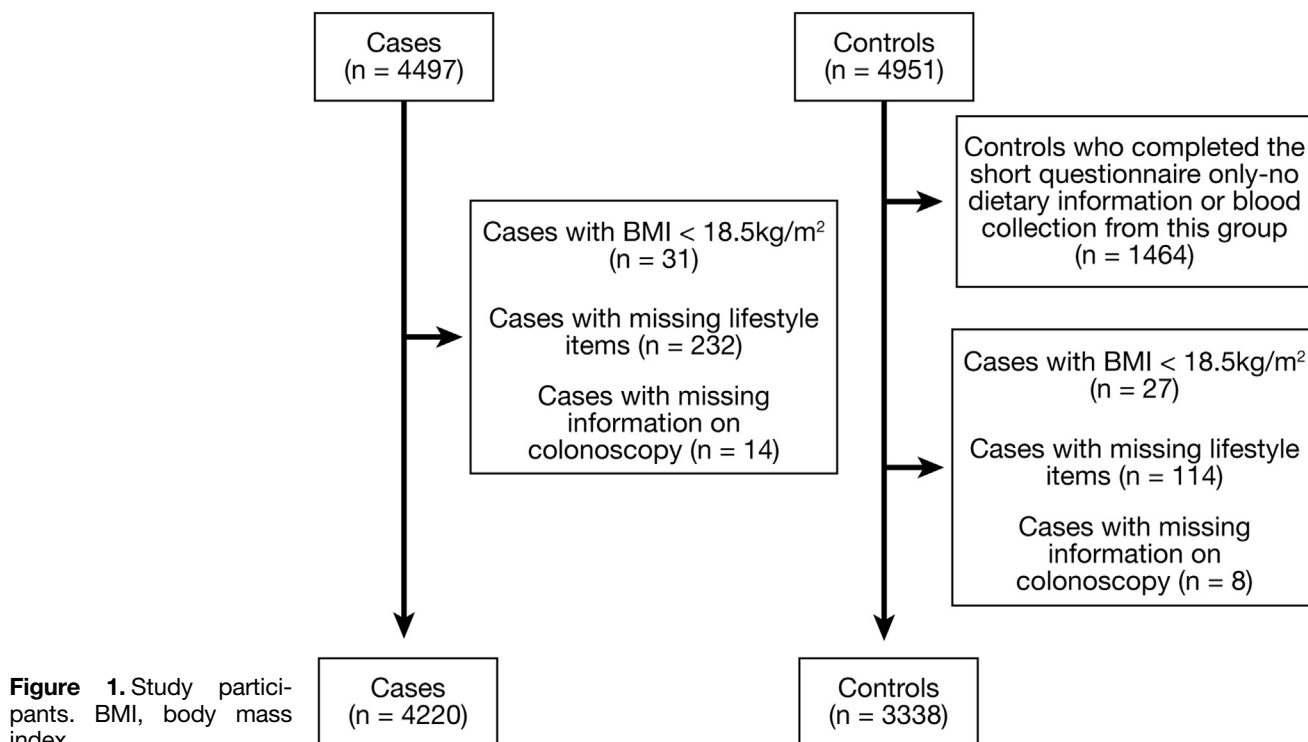 Cases
(n = 4497)
Controls
(n = 4951)
Controls who completed the
short questionnaire only-no
dietary information or blood
collection from this group
(n = 1464)
Cases with BMI < 18.5kg/m²
(n = 31)
Cases with missing lifestyle
items (n = 232)
Cases with missing
information on
colonoscopy (n = 14)
Cases with BMI < 18.5kg/m²
(n = 27)
Cases with missing lifestyle
items (n = 114)
Cases with missing
information on
colonoscopy (n = 8)
Cases
(n = 4220)
Controls
(n = 3338)
Figure 1. Study partici-
pants. BMI, body mass
index